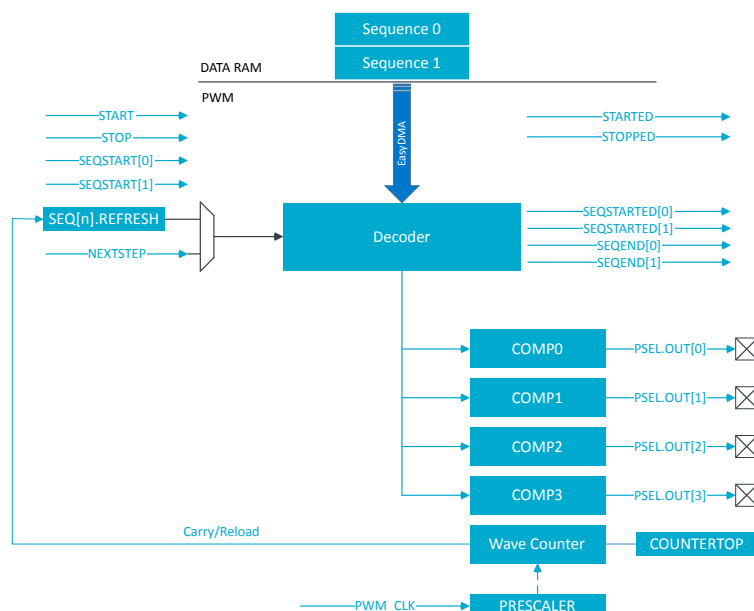 Sequence 0
Sequence 1
DATA RAM
PWM
START
STOP
SEQSTART[0]
SEQSTART[1]
EasyDMA
STARTED
STOPPED
SEQ[n].REFRESH
NEXTSTEP
Decoder
SEQSTARTED[0]
SEQSTARTED[1]
SEQEND[0]
SEQEND[1]
COMP0
PSEL.OUT[0]
COMP1
PSEL.OUT[1]
COMP2
PSEL.OUT[2]
COMP3
PSEL.OUT[3]
Carry/Reload
Wave Counter
COUNTERTOP
PWM_CLK
PRESCALER